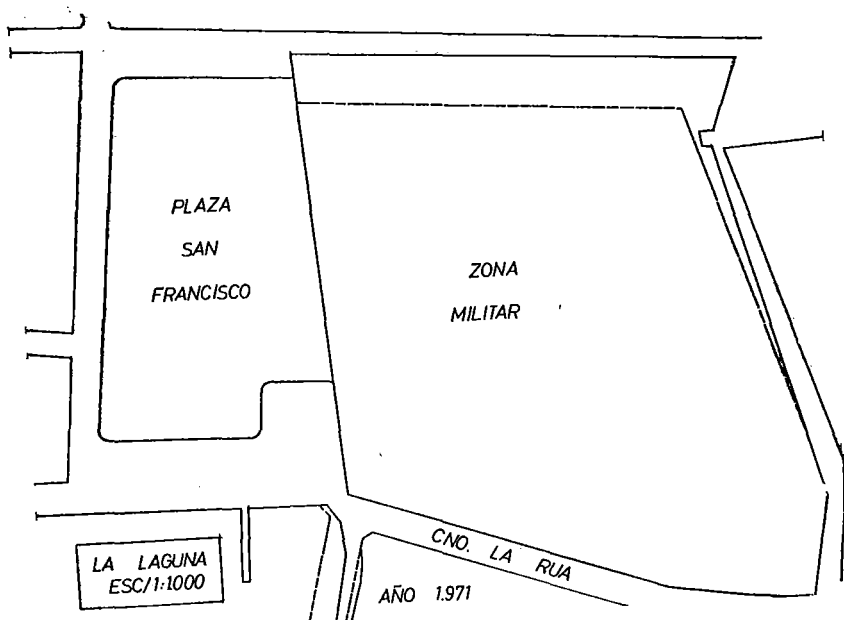 PLAZA
SAN
FRANCISCO
ZONA
MILITAR
CNO. LA RUA
LA LAGUNA
ESC/1:1000
AÑO 1.971